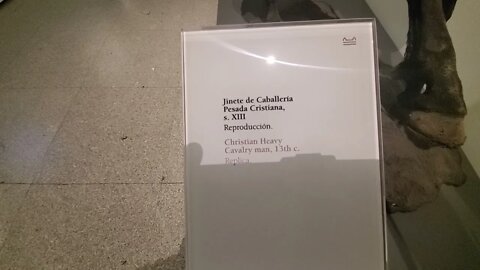 Jinete de Caballería
Pesada Cristiana,
s. XIII
Reproducción.
Christian Heavy
Cavalry man, 13th c.
Replica.